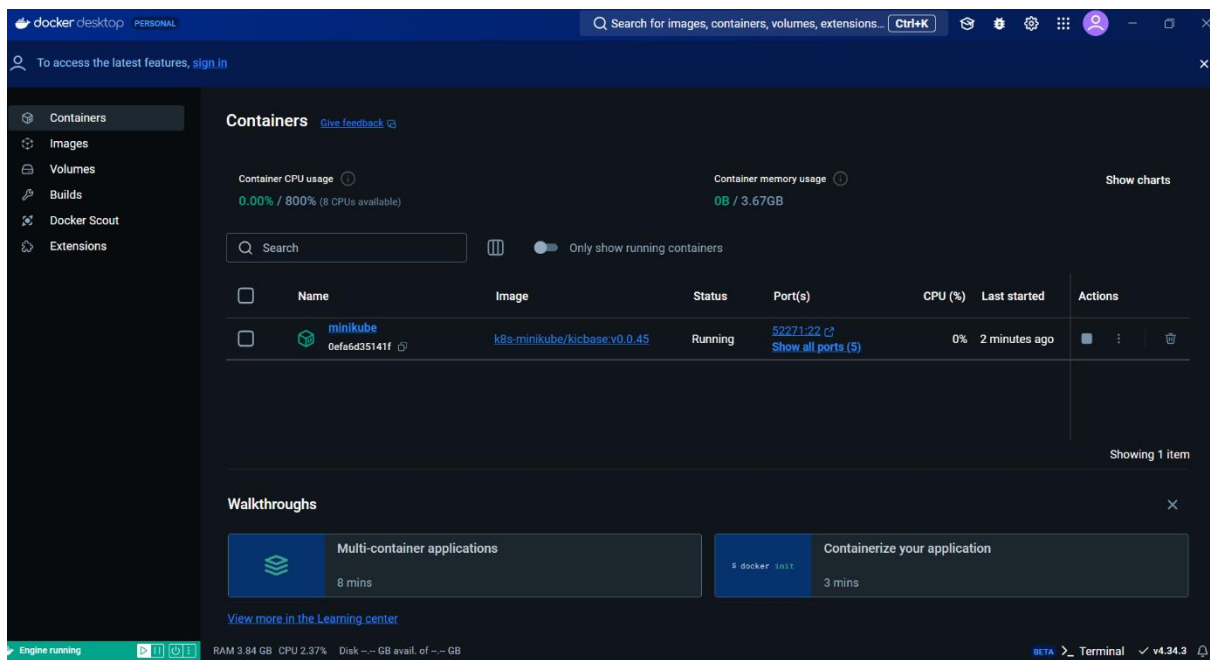 docker desktop PERSONAL
Search for images, containers, volumes, extensions... Ctrl+K
To access the latest features, sign in
Containers
Images
Volumes
Builds
Docker Scout
Extensions
Containers Give feedback
Container CPU usage
0.00% / 800% (8 CPUs available)
Container memory usage
0B / 3.67GB
Show charts
Search
Only show running containers
Name Image Status Port(s) CPU (%) Last started Actions
minikube
0efa6d35141f
k8s-minikube/kicbase:v0.0.45
Running
52271:22
Show all ports (5)
0% 2 minutes ago
Showing 1 item
Walkthroughs
Multi-container applications
8 mins
$ docker init
Containerize your application
3 mins
View more in the Learning center
Engine running
RAM 3.84 GB CPU 2.37% Disk --.-- GB avail. of --.-- GB
BETA >_ Terminal v4.34.3